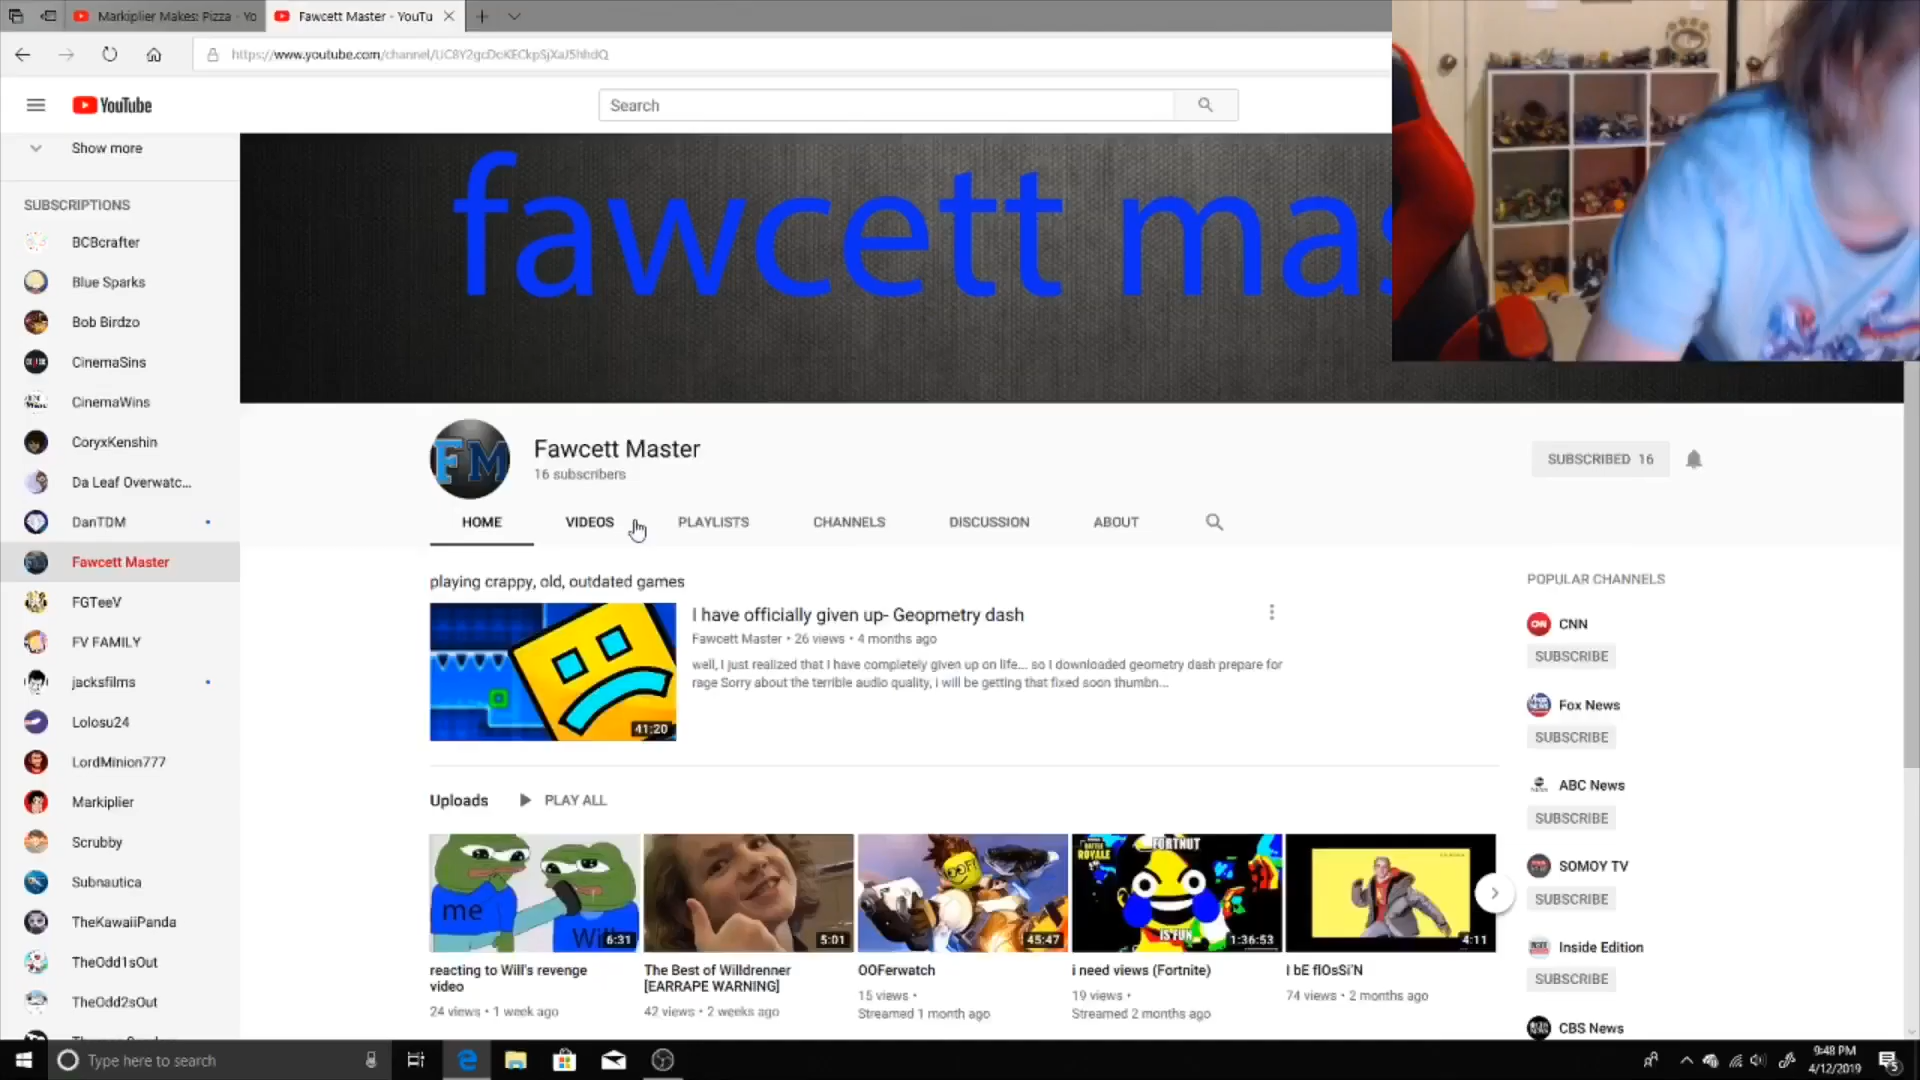 Markiplier Makes: Pizza - Yo
Fawcett Master - YouTu
https://www.youtube.com/channel/
YouTube
Search
Show more
SUBSCRIPTIONS
BCBcrafter
Blue Sparks
Bob Birdzo
CinemaSins
CinemaWins
CoryxKenshin
Da Leaf Overwatc...
DanTDM
Fawcett Master
FGTeeV
FV FAMILY
jacksfilms
Lolosu24
LordMinion777
Markiplier
Scrubby
Subnautica
TheKawaiiPanda
TheOdd1sOut
TheOdd2sOut
fawcett mas
FM
Fawcett Master
16 subscribers
SUBSCRIBED 16
HOME
VIDEOS
PLAYLISTS
CHANNELS
DISCUSSION
ABOUT
playing crappy, old, outdated games
41:20
I have officially given up- Geopmetry dash
Fawcett Master • 26 views • 4 months ago
well, I just realized that I have completely given up on life... so I downloaded geometry dash prepare for
rage Sorry about the terrible audio quality, i will be getting that fixed soon thumbn...
Uploads
PLAY ALL
me
6:31
reacting to Will's revenge
video
24 views • 1 week ago
5:01
The Best of Willdrenner
[EARRAPE WARNING]
42 views • 2 weeks ago
45:47
OOFerwatch
15 views •
Streamed 1 month ago
BATTLE
ROYALE
FORTNUT
IS FUN
1:36:53
i need views (Fortnite)
19 views •
Streamed 2 months ago
4:11
I bE flOsSi'N
74 views • 2 months ago
POPULAR CHANNELS
CNN
SUBSCRIBE
Fox News
SUBSCRIBE
ABC News
SUBSCRIBE
SOMOY TV
SUBSCRIBE
Inside Edition
SUBSCRIBE
CBS News
Type here to search
9:48 PM
4/12/2019
5